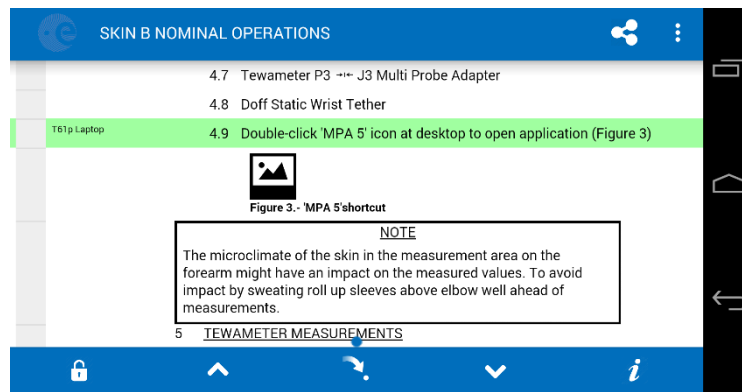 SKIN B NOMINAL OPERATIONS
4.7 Tewameter P3 →ı← J3 Multi Probe Adapter
4.8 Doff Static Wrist Tether
T61p Laptop 4.9 Double-click 'MPA 5' icon at desktop to open application (Figure 3)
Figure 3.- 'MPA 5'shortcut
NOTE
The microclimate of the skin in the measurement area on the
forearm might have an impact on the measured values. To avoid
impact by sweating roll up sleeves above elbow well ahead of
measurements.
5 TEWAMETER MEASUREMENTS